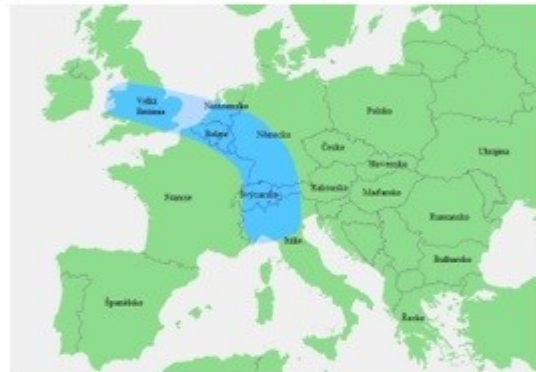 Velká
Británie
Nizozemsko
Belgie
Německo
Polsko
Česko
Slovensko
Ukrajina
Francie
Švýcarsko
Rakousko
Maďarsko
Rumunsko
Itálie
Bulharsko
Španělsko
Řecko